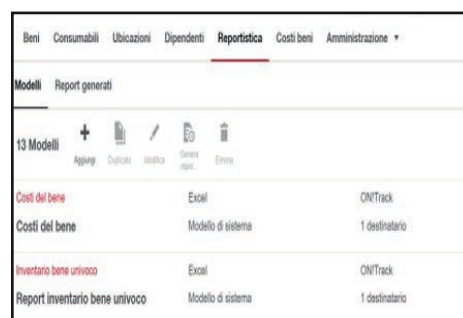 Beni Consumabili Ubicazioni Dipendenti Reportistica Costi beni Amministrazione
Modelli Report generati
13 Modelli Aggiungi Duplicato Modifica Genera repor... Elimina
Costi del bene Excel ON!Track
Costi del bene Modello di sistema 1 destinatario
Inventario bene univoco Excel ON!Track
Report inventario bene univoco Modello di sistema 1 destinatario